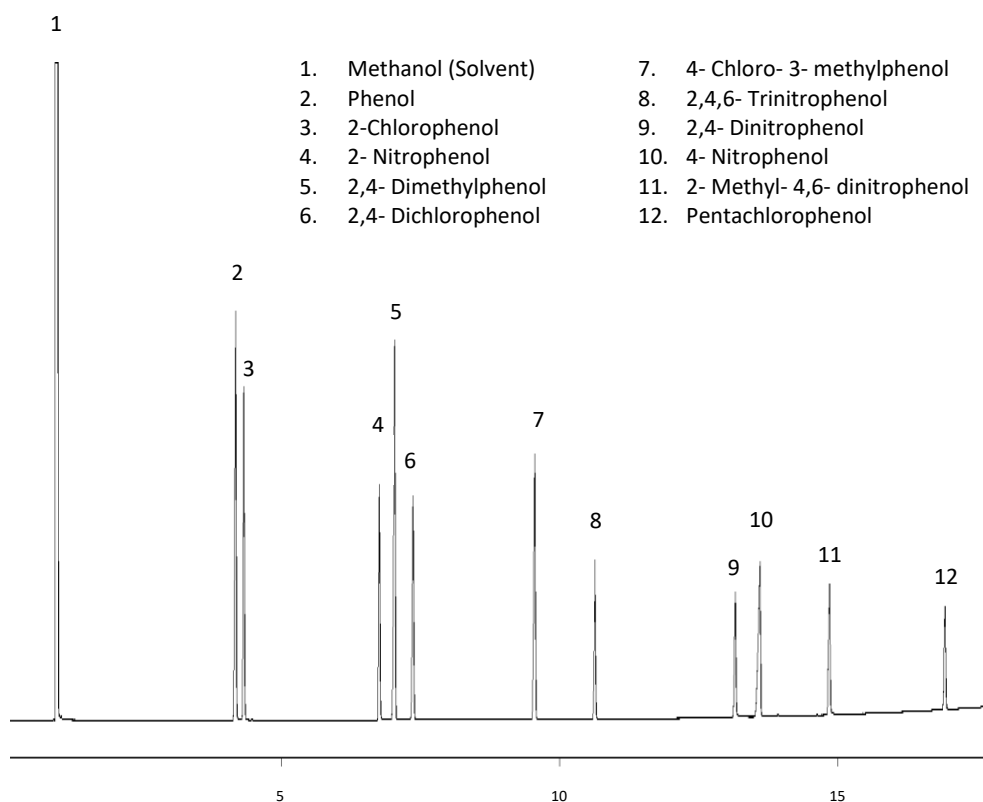 1
1. Methanol (Solvent)
2. Phenol
3. 2-Chlorophenol
4. 2- Nitrophenol
5. 2,4- Dimethylphenol
6. 2,4- Dichlorophenol
7. 4- Chloro- 3- methylphenol
8. 2,4,6- Trinitrophenol
9. 2,4- Dinitrophenol
10. 4- Nitrophenol
11. 2- Methyl- 4,6- dinitrophenol
12. Pentachlorophenol
2
3
4
5
6
7
8
9
10
11
12
5
10
15